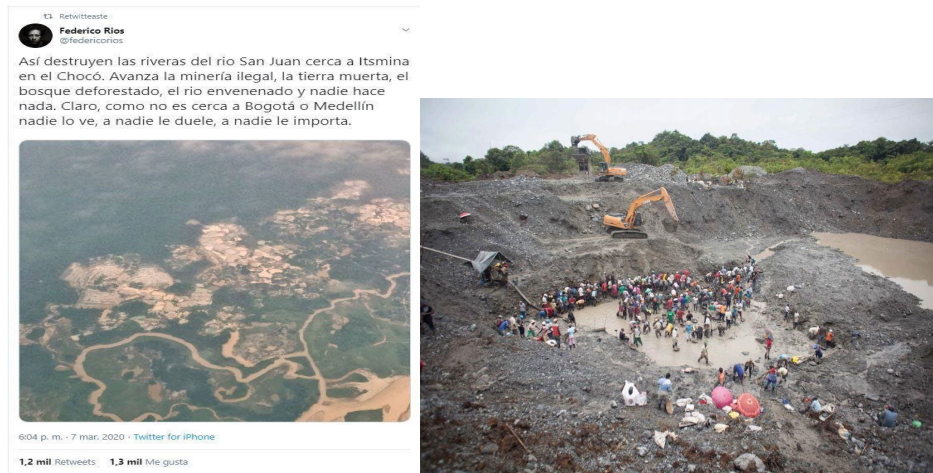 Retwitteaste
Federico Rios
@federicorios
Así destruyen las riveras del rio San Juan cerca a Itsmina
en el Chocó. Avanza la minería ilegal, la tierra muerta, el
bosque deforestado, el rio envenenado y nadie hace
nada. Claro, como no es cerca a Bogotá o Medellín
nadie lo ve, a nadie le duele, a nadie le importa.
6:04 p. m. · 7 mar. 2020 · Twitter for iPhone
1,2 mil Retweets 1,3 mil Me gusta